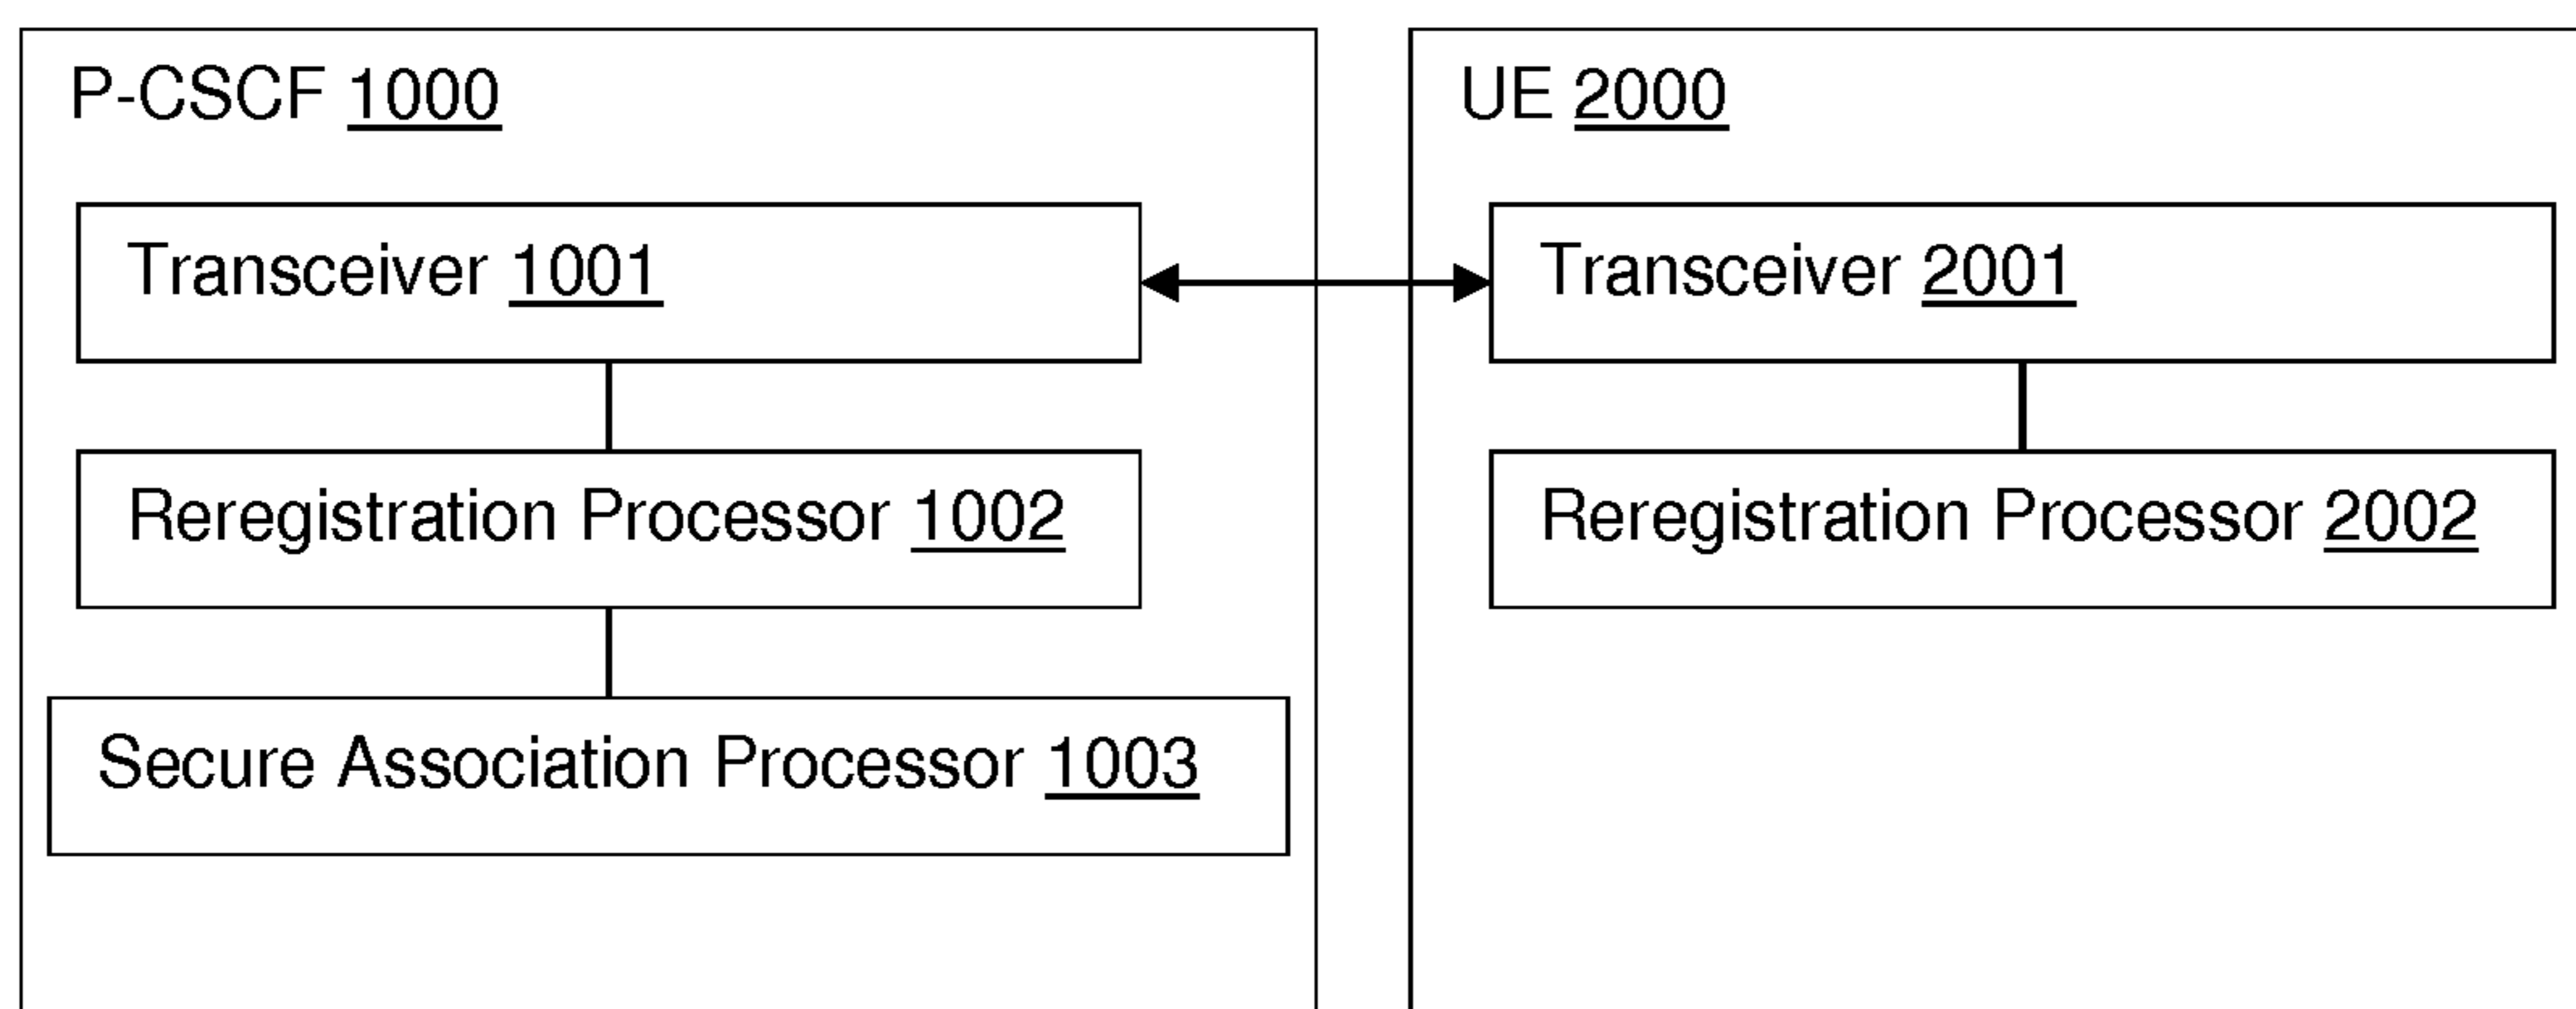 P-CSCF 1000
Transceiver 1001
Reregistration Processor 1002
Secure Association Processor 1003
UE 2000
Transceiver 2001
Reregistration Processor 2002